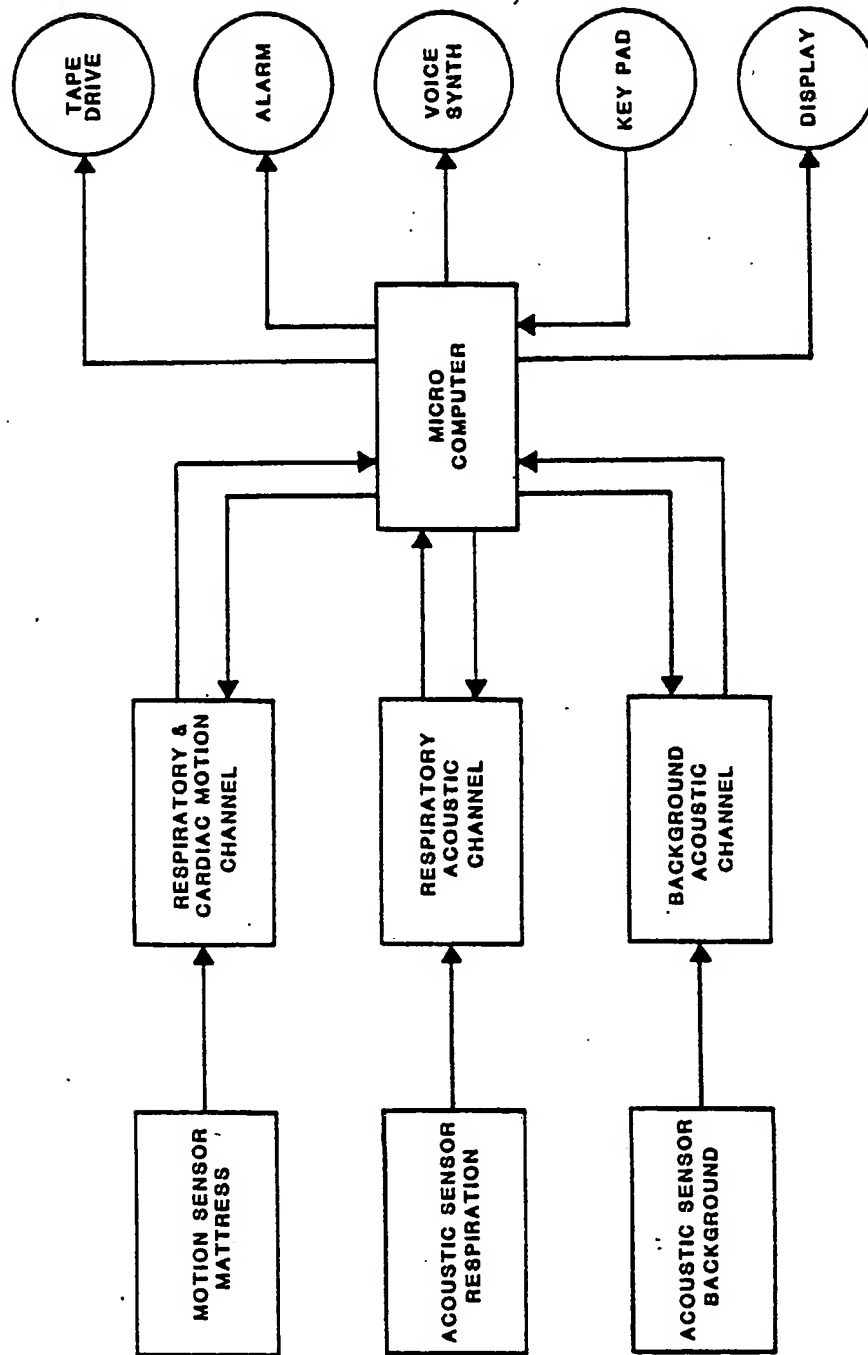 MOTION SENSOR
MATTRESS
RESPIRATORY &
CARDIAC MOTION
CHANNEL
TAPE
DRIVE
ALARM
ACOUSTIC SENSOR
RESPIRATION
RESPIRATORY
ACOUSTIC
CHANNEL
MICRO
COMPUTER
VOICE
SYNTH
KEY PAD
ACOUSTIC SENSOR
BACKGROUND
BACKGROUND
ACOUSTIC
CHANNEL
DISPLAY